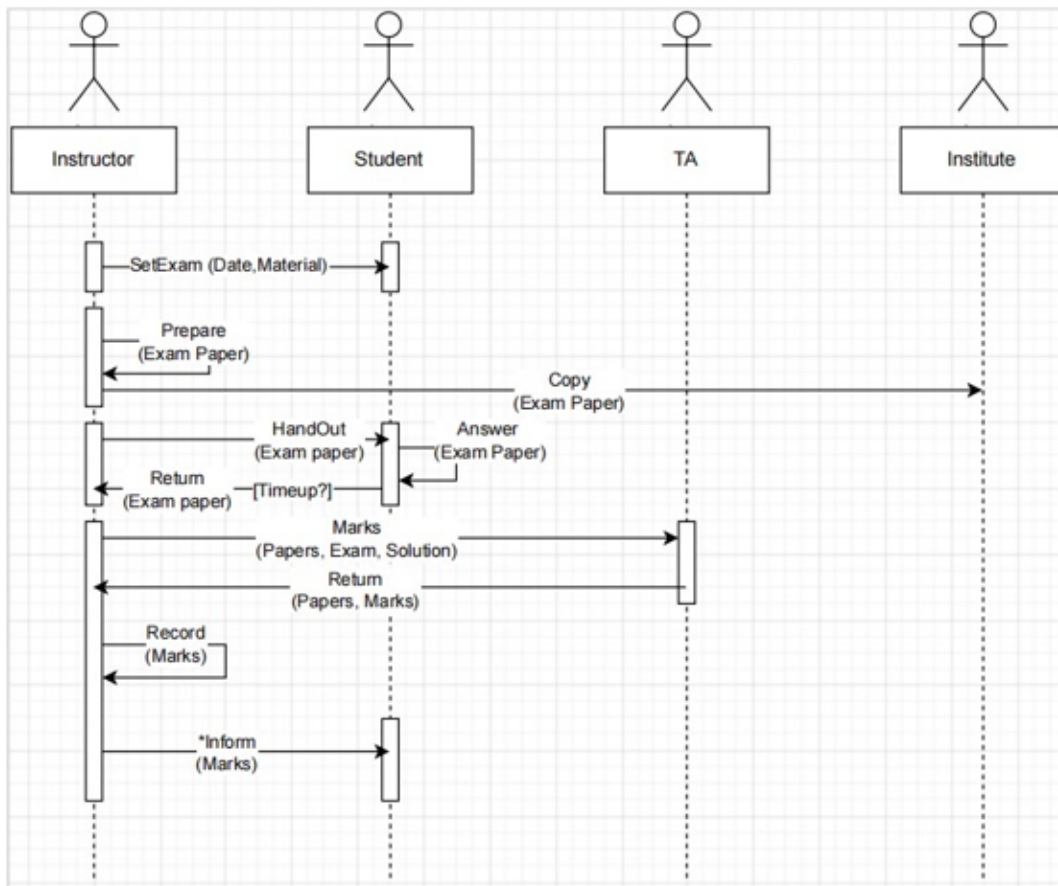 Instructor
Student
TA
Institute
SetExam (Date,Material)
Prepare
(Exam Paper)
Copy
(Exam Paper)
HandOut
(Exam paper)
Answer
(Exam Paper)
Return
(Exam paper)
[Timeup?]
Marks
(Papers, Exam, Solution)
Return
(Papers, Marks)
Record
(Marks)
*Inform
(Marks)